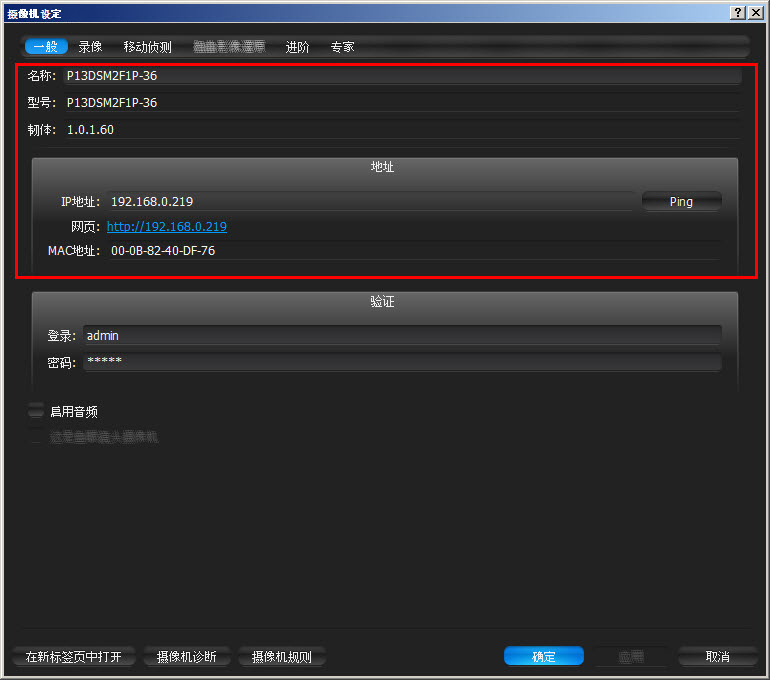 摄像机设定
一般 录像 移动侦测 进阶 专家
名称: P13DSM2F1P-36
型号: P13DSM2F1P-36
韧体: 1.0.1.60
地址
IP地址: 192.168.0.219 Ping
网页: http://192.168.0.219
MAC地址: 00-0B-82-40-DF-76
验证
登录: admin
密码: *****
启用音频
在新标签页中打开 摄像机诊断 摄像机规则 确定 取消